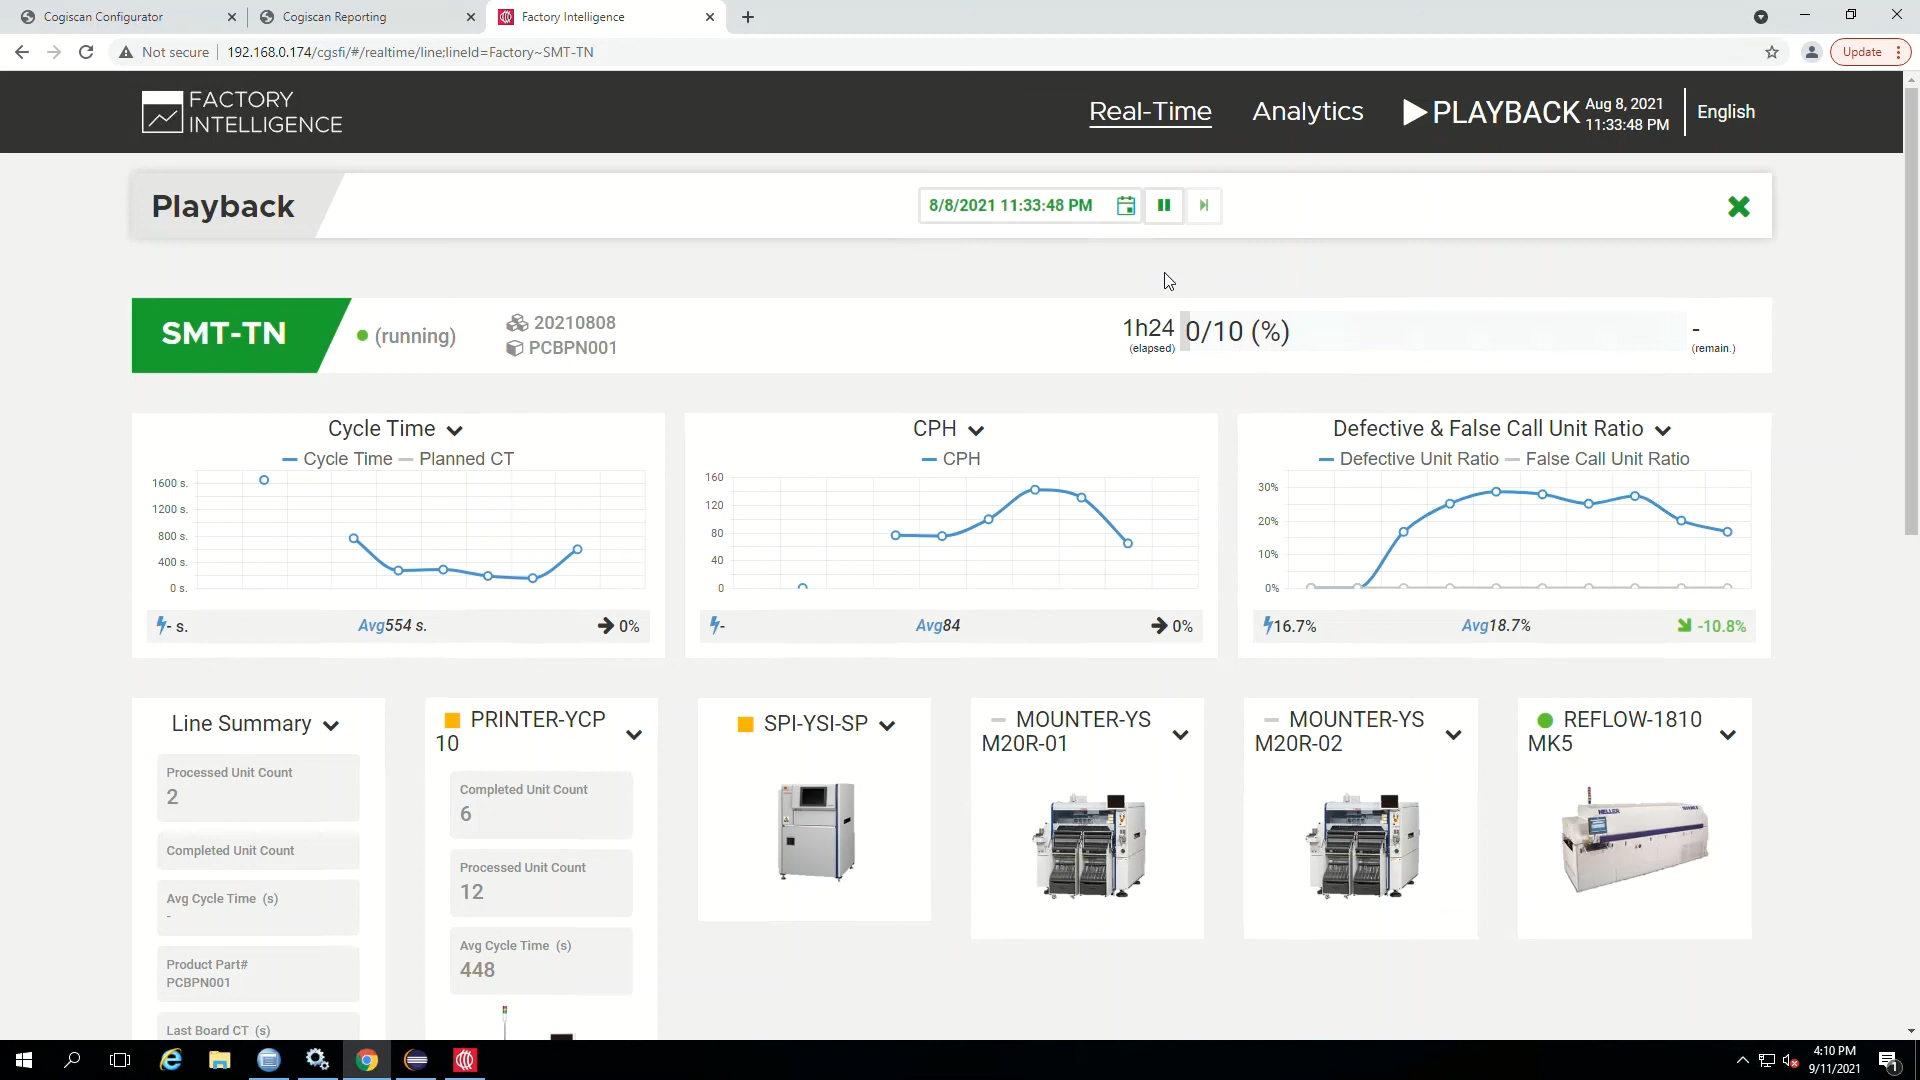 Cogiscan Configurator
Cogiscan Reporting
Factory Intelligence
Not secure
192.168.0.174/cgsfi/#/realtime/line;lineId=Factory~SMT-TN
Update
FACTORY
INTELLIGENCE
Real-Time
Analytics
PLAYBACK
Aug 8, 2021
11:33:48 PM
English
Playback
8/8/2021 11:33:48 PM
SMT-TN
(running)
20210808
PCBPN001
1h24
(elapsed)
0/10 (%)
-
(remain.)
Cycle Time
Cycle Time
Planned CT
1600 s.
1200 s.
800 s.
400 s.
0 s.
- s.
Avg554 s.
0%
CPH
CPH
160
120
80
40
0
-
Avg84
0%
Defective & False Call Unit Ratio
Defective Unit Ratio
False Call Unit Ratio
30%
20%
10%
0%
16.7%
Avg18.7%
-10.8%
Line Summary
Processed Unit Count
2
Completed Unit Count
Avg Cycle Time (s)
-
Product Part#
PCBPN001
Last Board CT (s)
PRINTER-YCP
10
Completed Unit Count
6
Processed Unit Count
12
Avg Cycle Time (s)
448
SPI-YSI-SP
MOUNTER-YS
M20R-01
MOUNTER-YS
M20R-02
REFLOW-1810
MK5
HELLER
4:10 PM
9/11/2021
1